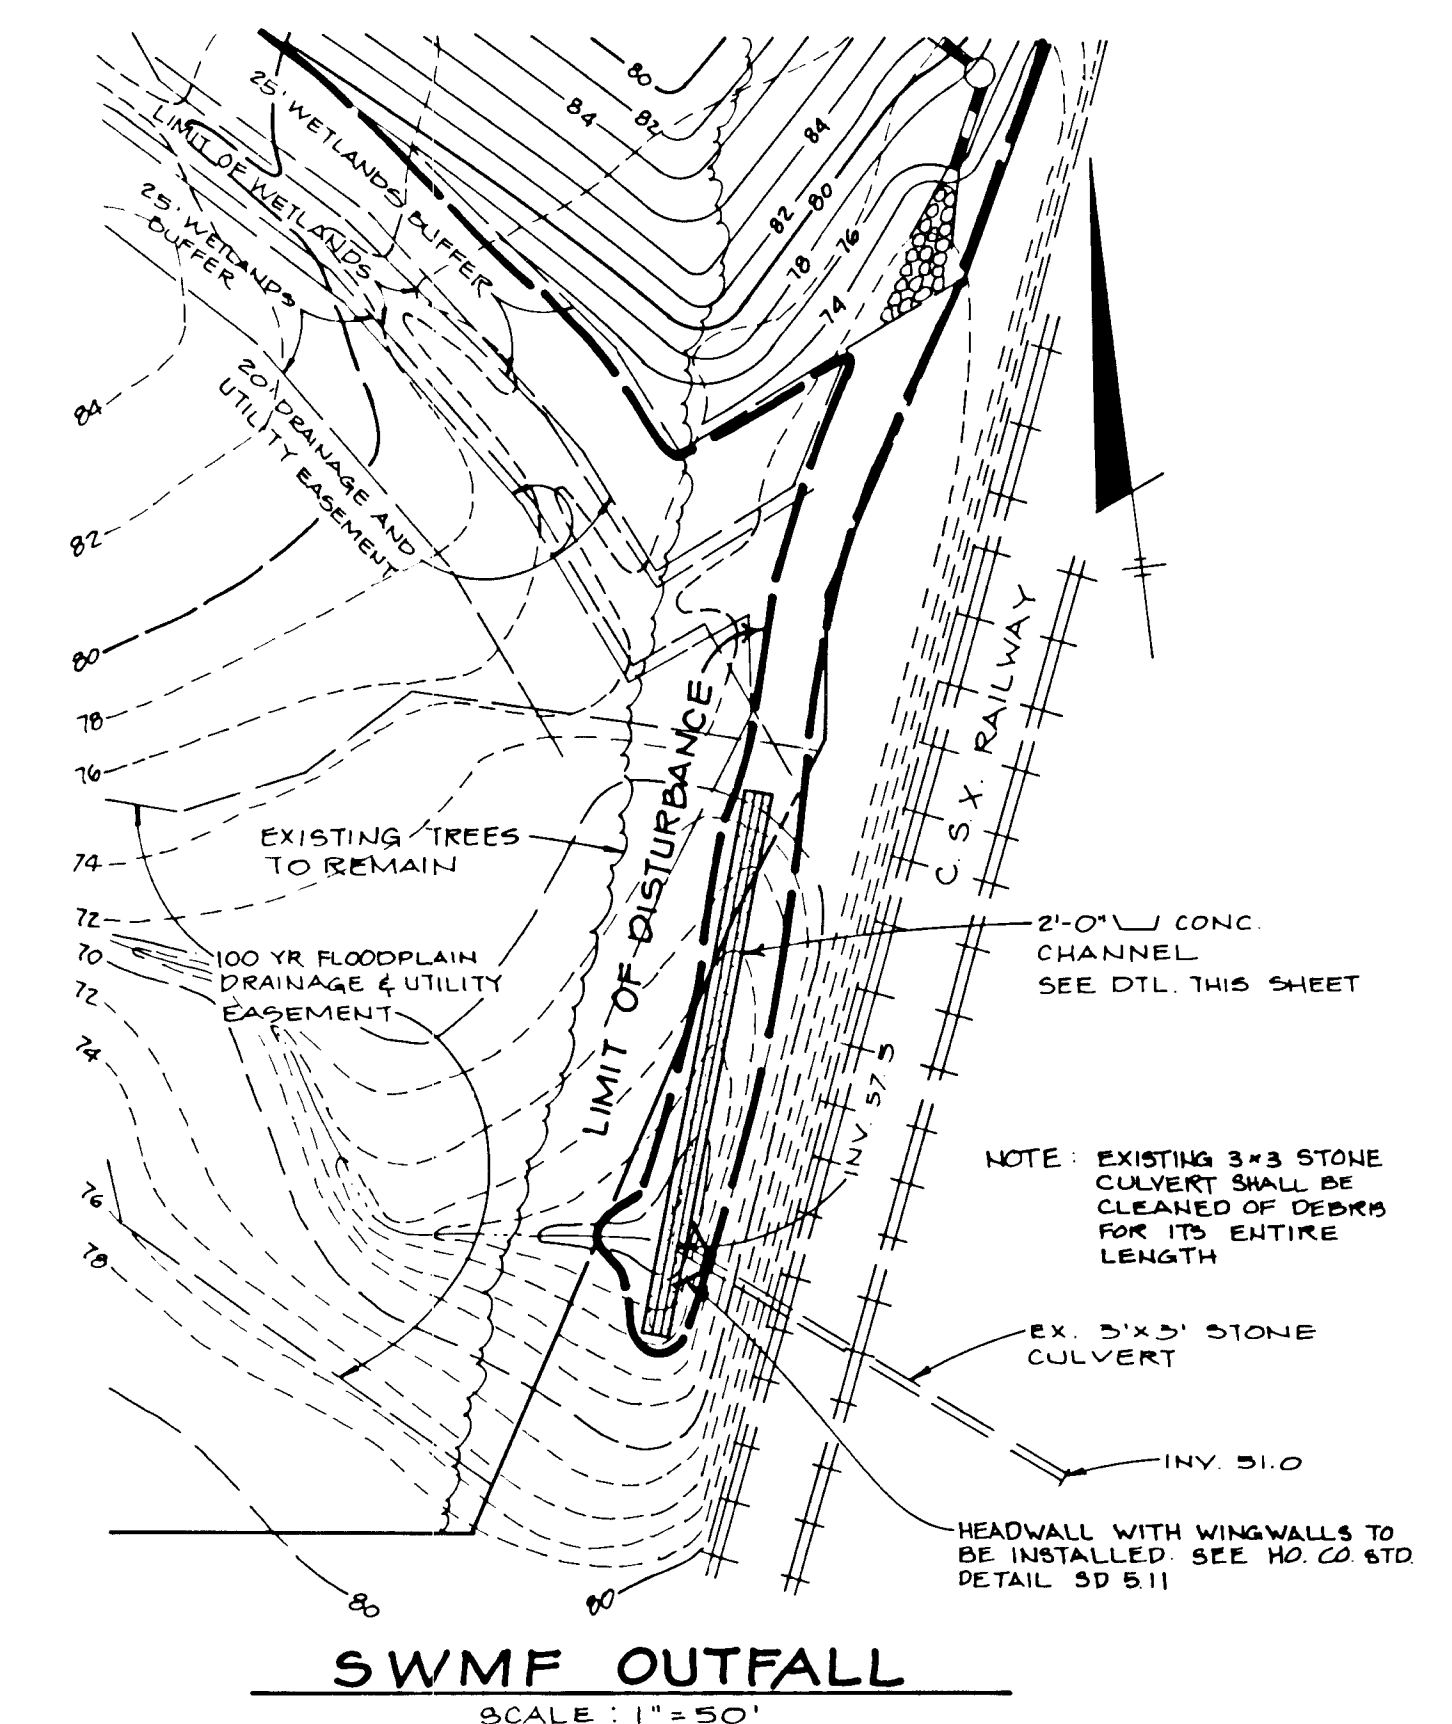 80
84
82
84
82
80
78
76
74
25' WETLANDS BUFFER
LIMIT OF WETLANDS
25' WETLANDS
BUFFER
20' DRAINAGE AND
UTILITY EASEMENT
84
82
80
78
76
74
72
70
72
74
76
78
80
80
EXISTING TREES
TO REMAIN
100 YR FLOODPLAIN
DRAINAGE & UTILITY
EASEMENT
LIMIT OF DISTURBANCE
C.S.X. RAILWAY
2'-0" CONC.
CHANNEL
SEE DTL. THIS SHEET
INV. 57.5
NOTE: EXISTING 3x3 STONE
CULVERT SHALL BE
CLEANED OF DEBRIS
FOR ITS ENTIRE
LENGTH
EX. 3'x3' STONE
CULVERT
INV. 51.0
HEADWALL WITH WINGWALLS TO
BE INSTALLED. SEE HO. CO. STD.
DETAIL SD 5.11
SWMF OUTFALL
SCALE : 1" = 50'